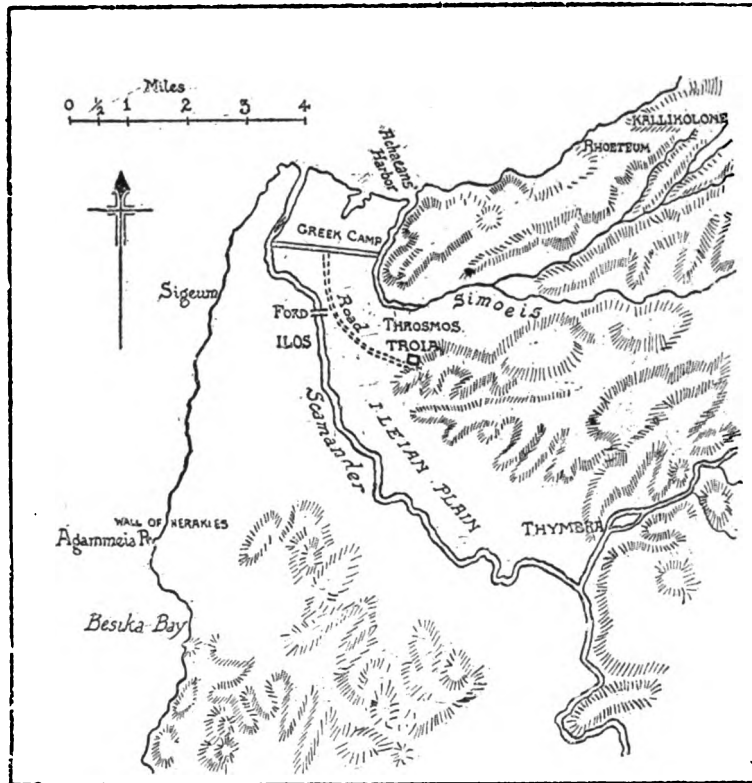 Miles
0 ½ 1 2 3 4
KALLIKOLONE
Achaeans'
Harbor
RHOETEUM
GREEK CAMP
Sigeum
FORD
Road
Simoeis
ILOS
THROSMOS
TROIA
Scamander
ILEIAN PLAIN
WALL OF HERAKLES
THYMBRA
Agammeia Pr.
Besika Bay